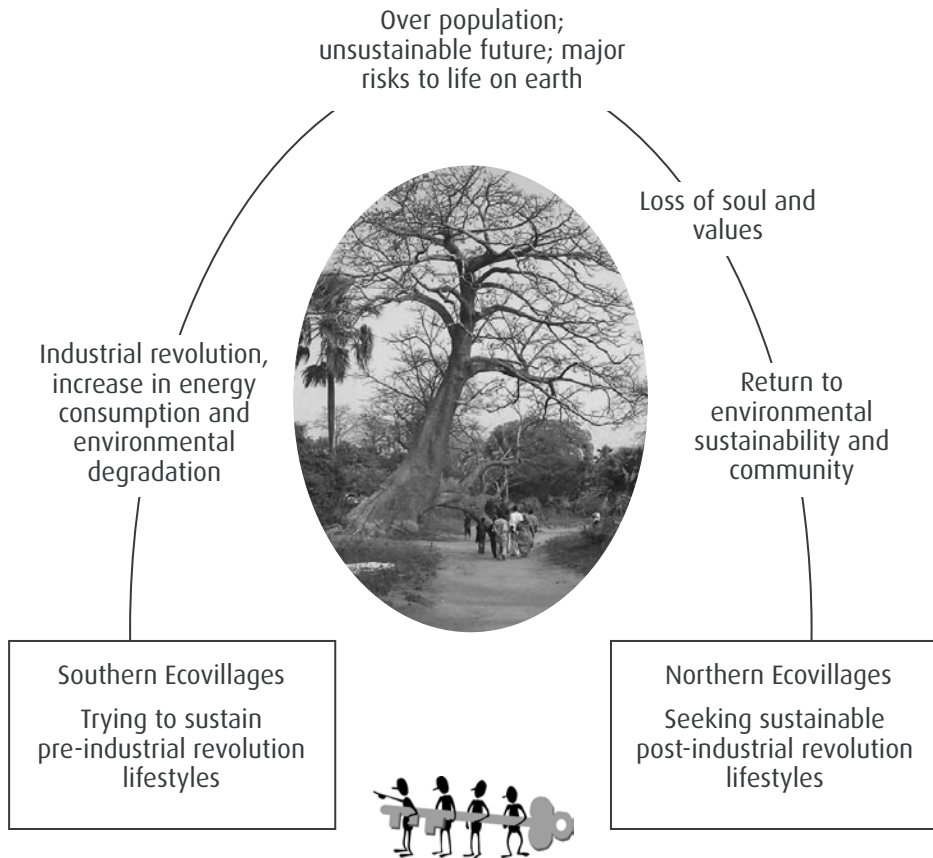 Over population;
unsustainable future; major
risks to life on earth
Loss of soul and
values
Industrial revolution,
increase in energy
consumption and
environmental
degradation
Return to
environmental
sustainability and
community
Southern Ecovillages
Trying to sustain
pre-industrial revolution
lifestyles
Northern Ecovillages
Seeking sustainable
post-industrial revolution
lifestyles